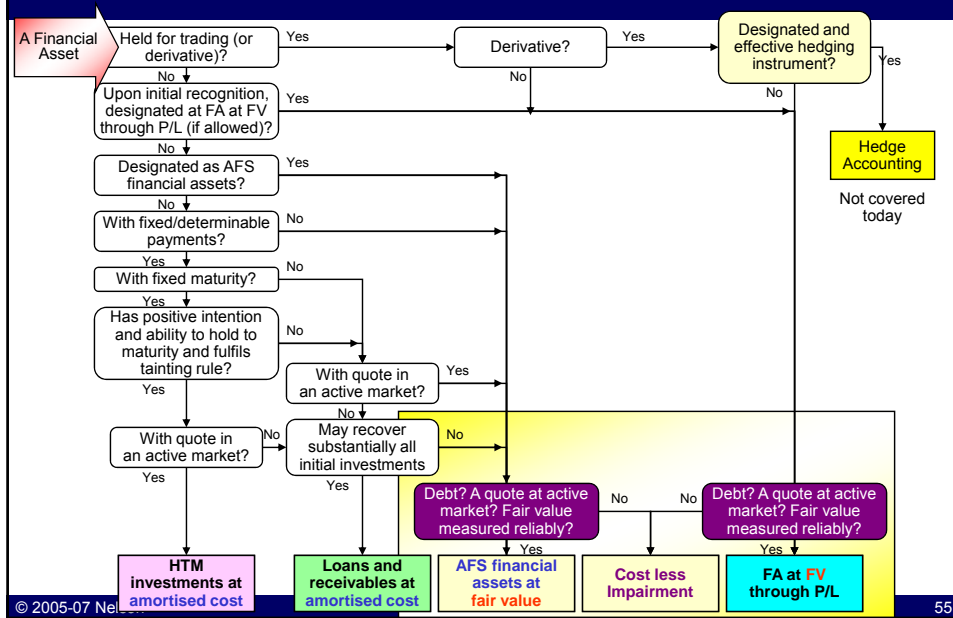 A Financial
Asset
Held for trading (or
derivative)?
Yes
Derivative?
Yes
Designated and
effective hedging
instrument?
Yes
No
No
No
Upon initial recognition,
designated at FA at FV
through P/L (if allowed)?
Yes
Hedge
Accounting
Not covered
today
No
Designated as AFS
financial assets?
Yes
No
With fixed/determinable
payments?
No
Yes
With fixed maturity?
No
Yes
Has positive intention
and ability to hold to
maturity and fulfils
tainting rule?
No
With quote in
an active market?
Yes
Yes
No
With quote in
an active market?
No
May recover
substantially all
initial investments
No
Yes
Yes
Debt? A quote at active
market? Fair value
measured reliably?
No
No
Debt? A quote at active
market? Fair value
measured reliably?
Yes
Yes
HTM
investments at
amortised cost
Loans and
receivables at
amortised cost
AFS financial
assets at
fair value
Cost less
Impairment
FA at FV
through P/L
© 2005-07
55